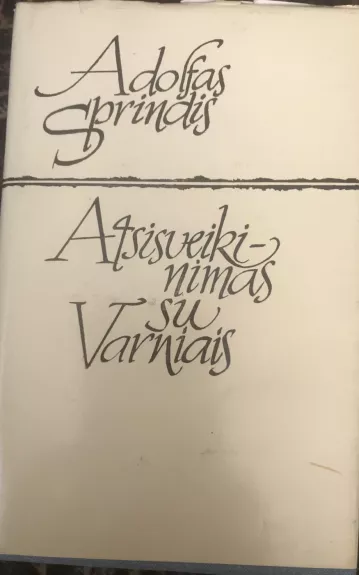 Adolfas
Sprindis
Atsisveiki-
nimas
su
Varniais